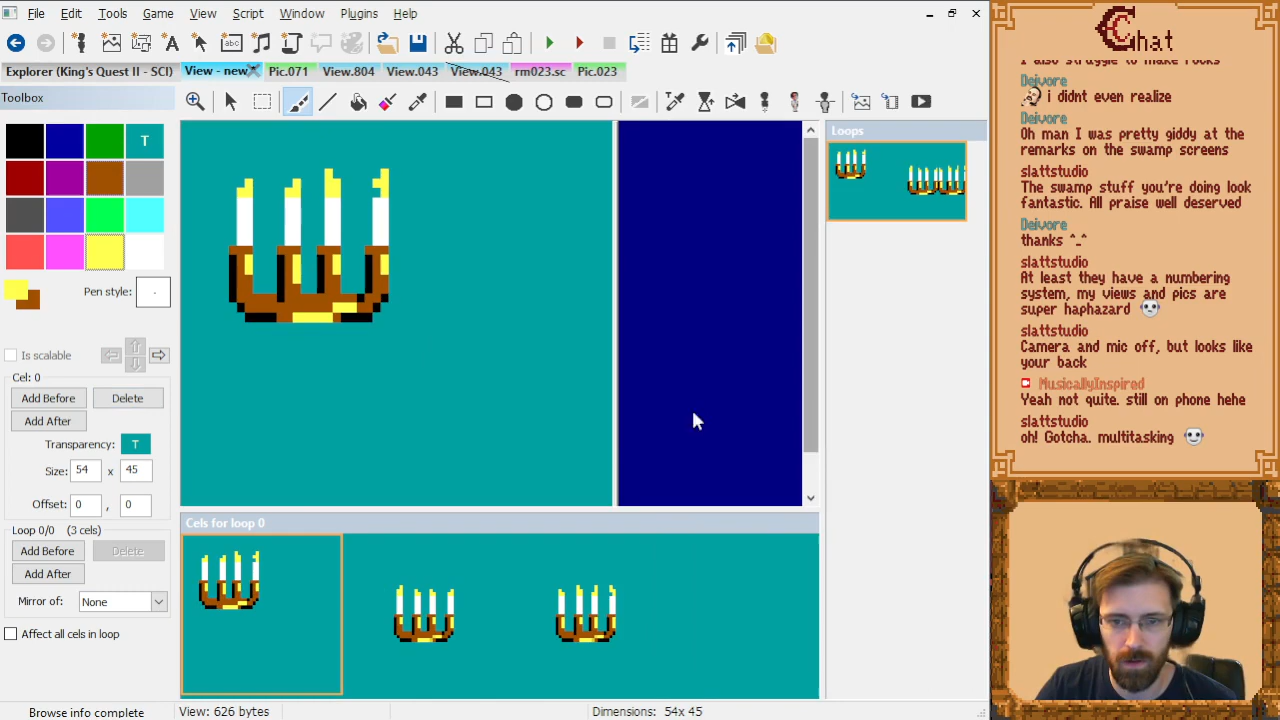 File Edit Tools Game View Script Window Plugins Help
Explorer (King's Quest II - SCI) View - new Pic.071 View.804 View.043 View.043 rm023.sc Pic.023
Toolbox
T
Pen style:
Is scalable
Cel: 0
Add Before Delete
Add After
Transparency: T
Size: 54 x 45
Offset: 0 , 0
Loop 0/0 (3 cels)
Add Before Delete
Add After
Mirror of: None
Affect all cels in loop
Loops
Cels for loop 0
Browse info complete View: 626 bytes Dimensions: 54x 45
Chat
I also struggle to make rocks
Deivore
i didnt even realize
Deivore
Oh man I was pretty giddy at the
remarks on the swamp screens
slattstudio
The swamp stuff you're doing look
fantastic. All praise well deserved
Deivore
thanks ^_^
slattstudio
At least they have a numbering
system, my views and pics are
super haphazard
slattstudio
Camera and mic off, but looks like
your back
MusicallyInspired
Yeah not quite. still on phone hehe
slattstudio
oh! Gotcha. multitasking